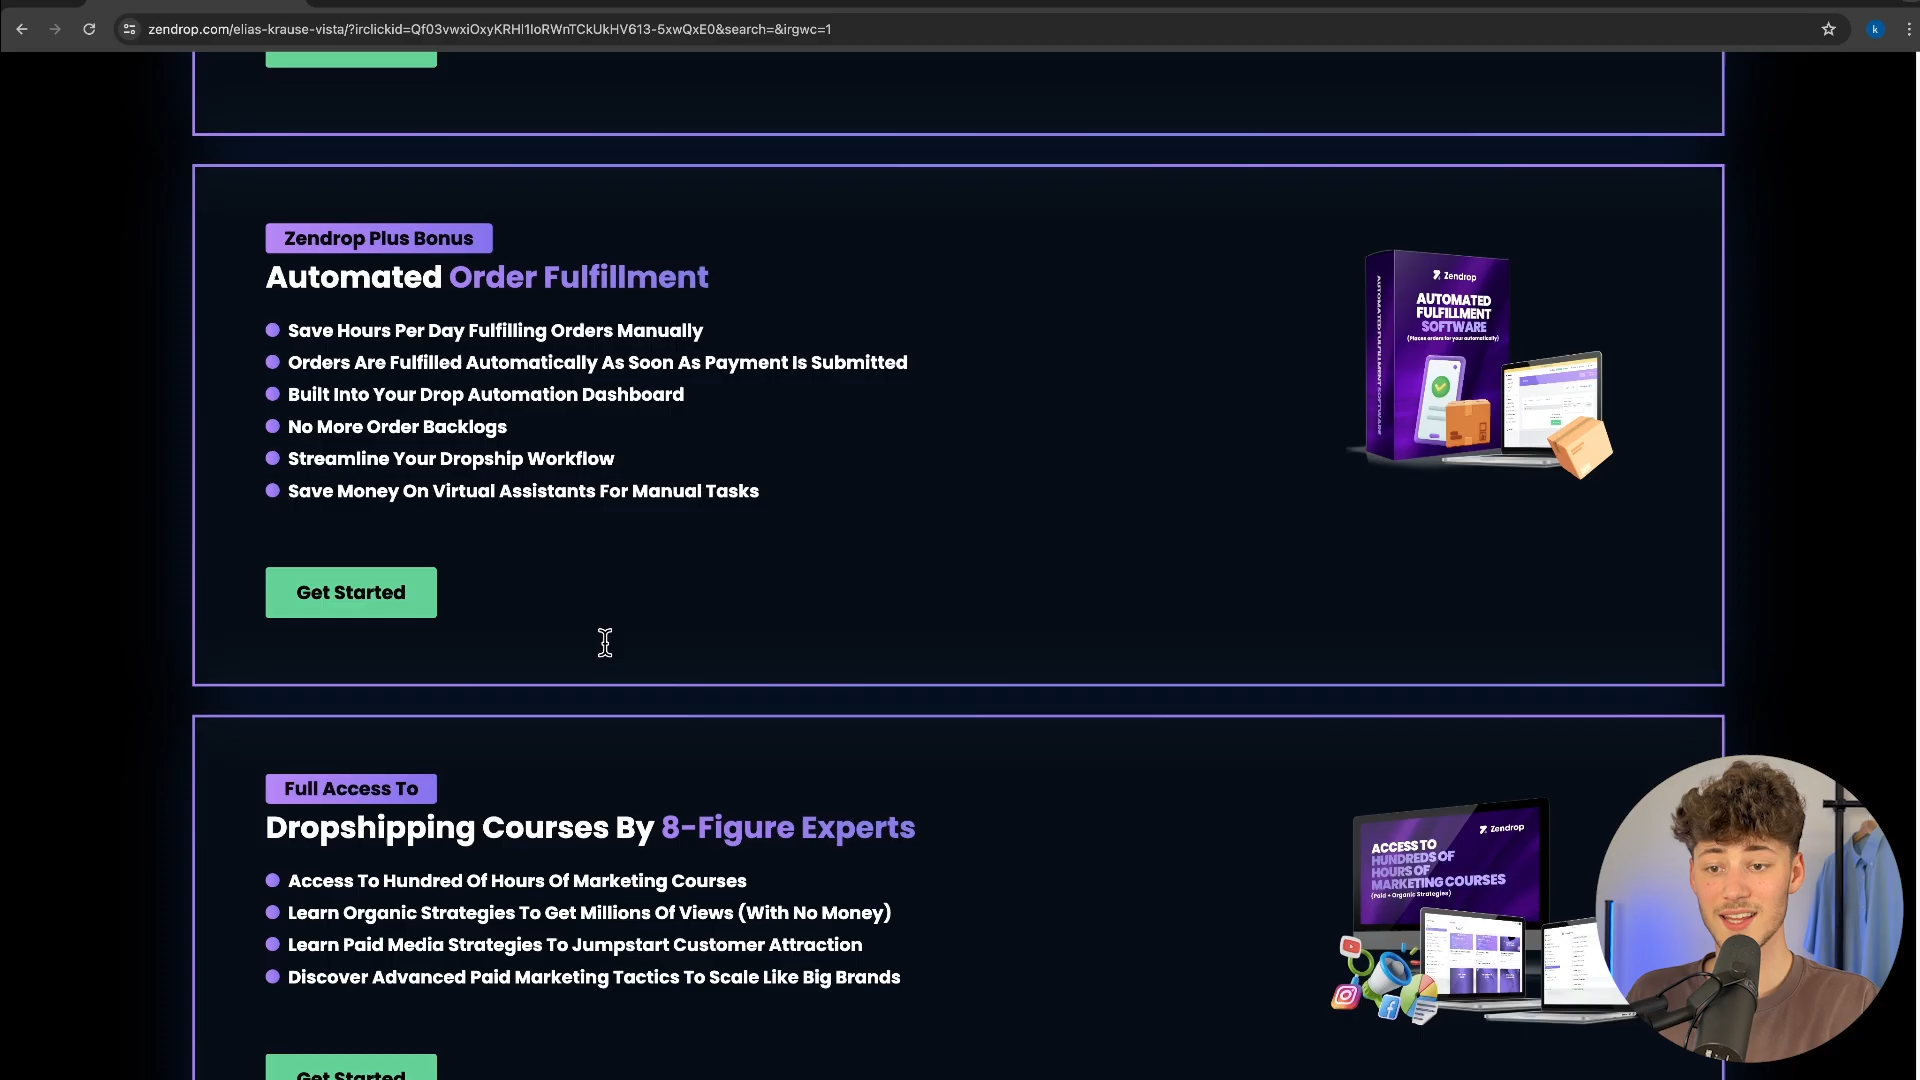 zendrop.com/elias-krause-vista/?irclickid=Qf03vwxiOxyKRHI1IoRWnTCkUkHV613-5xwQxE0&search=&irgwc=1
k
Zendrop Plus Bonus
Automated Order Fulfillment
Save Hours Per Day Fulfilling Orders Manually
Orders Are Fulfilled Automatically As Soon As Payment Is Submitted
Built Into Your Drop Automation Dashboard
No More Order Backlogs
Streamline Your Dropship Workflow
Save Money On Virtual Assistants For Manual Tasks
Get Started
Zendrop
AUTOMATED
FULFILLMENT
SOFTWARE
(Places orders for your automatically)
AUTOMATED FULFILLMENT SOFTWARE
Full Access To
Dropshipping Courses By 8-Figure Experts
Access To Hundred Of Hours Of Marketing Courses
Learn Organic Strategies To Get Millions Of Views (With No Money)
Learn Paid Media Strategies To Jumpstart Customer Attraction
Discover Advanced Paid Marketing Tactics To Scale Like Big Brands
Get Started
Zendrop
ACCESS TO
HUNDREDS OF
HOURS OF
MARKETING COURSES
(Paid + Organic Strategies)